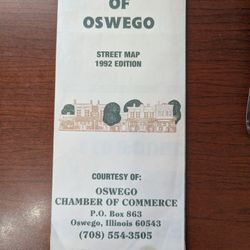 OF
OSWEGO
STREET MAP
1992 EDITION
COURTESY OF:
OSWEGO
CHAMBER OF COMMERCE
P.O. Box 863
Oswego, Illinois 60543
(708) 554-3505